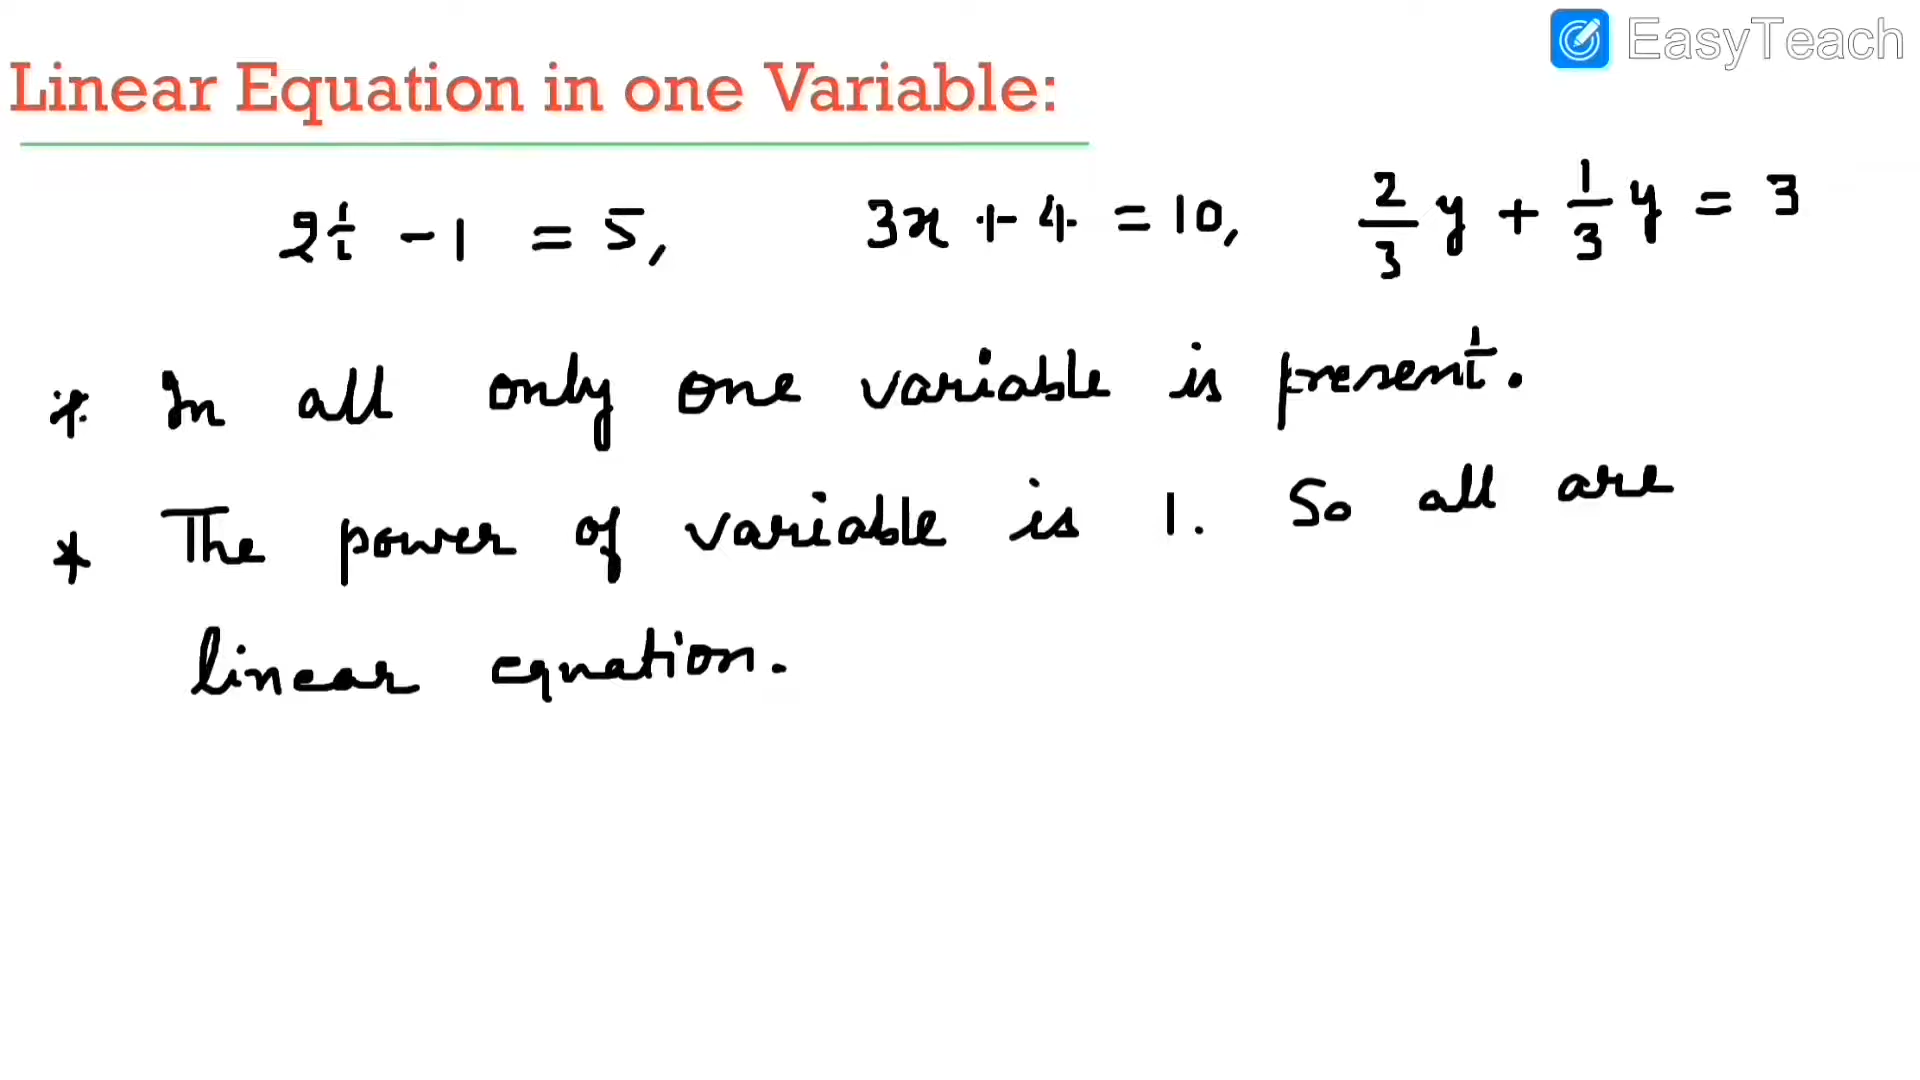 EasyTeach
Linear Equation in one Variable:
2t - 1 = 5, 3x + 4 = 10, 2/3 y + 1/3 y = 3
* In all only one variable is present.
* The power of variable is 1. So all are
linear equation.